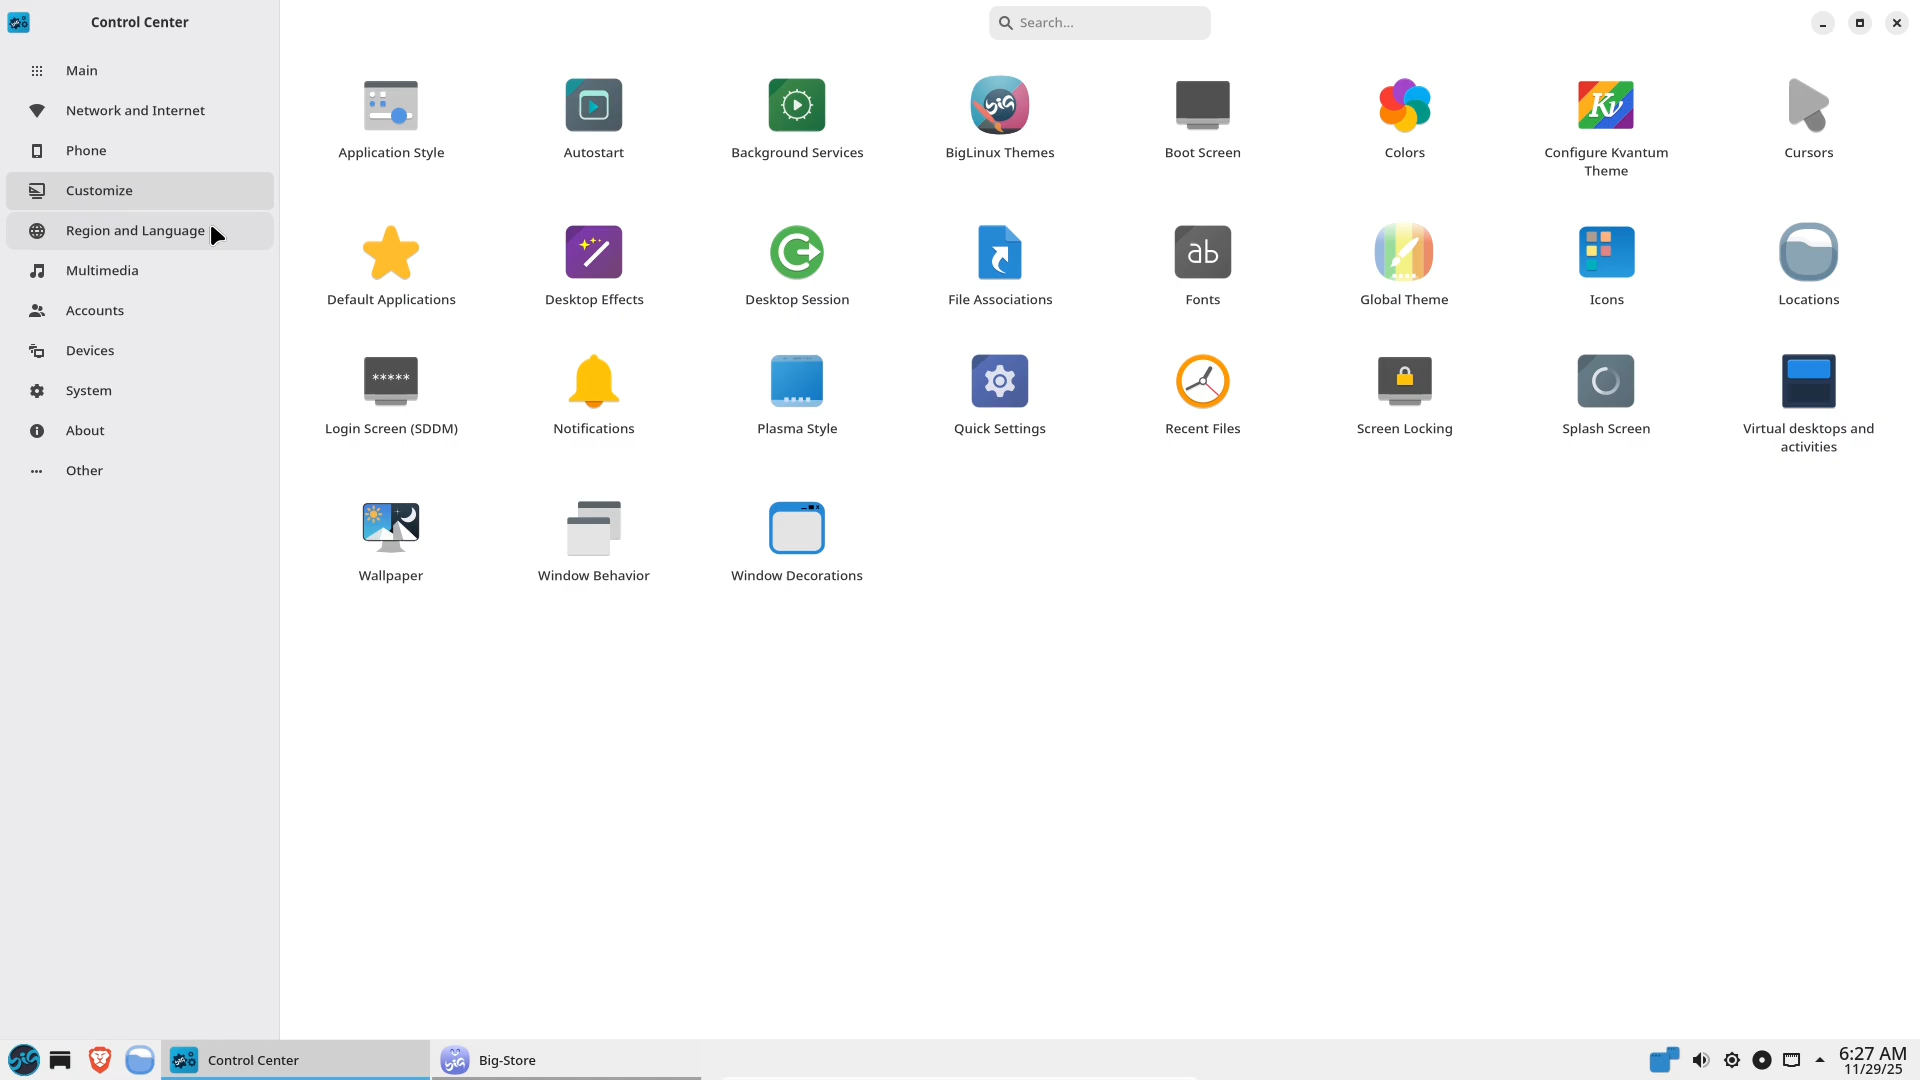 Control Center
Search...
Main
Network and Internet
Phone
Customize
Region and Language
Multimedia
Accounts
Devices
System
About
Other
Application Style
Autostart
Background Services
BigLinux Themes
Boot Screen
Colors
Configure Kvantum
Theme
Cursors
Default Applications
Desktop Effects
Desktop Session
File Associations
Fonts
Global Theme
Icons
Locations
Login Screen (SDDM)
Notifications
Plasma Style
Quick Settings
Recent Files
Screen Locking
Splash Screen
Virtual desktops and
activities
Wallpaper
Window Behavior
Window Decorations
big
Kv
ab
*****
Control Center
Big-Store
6:27 AM
11/29/25